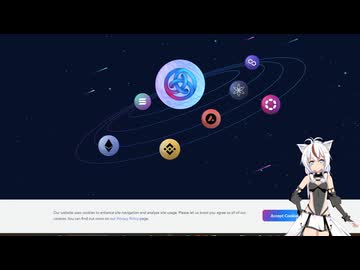 Our website uses cookies to enhance site navigation and analyze site usage. Please let us know you agree to all of our
cookies. You can find out more on our Privacy Policy page.
Accept Cookies